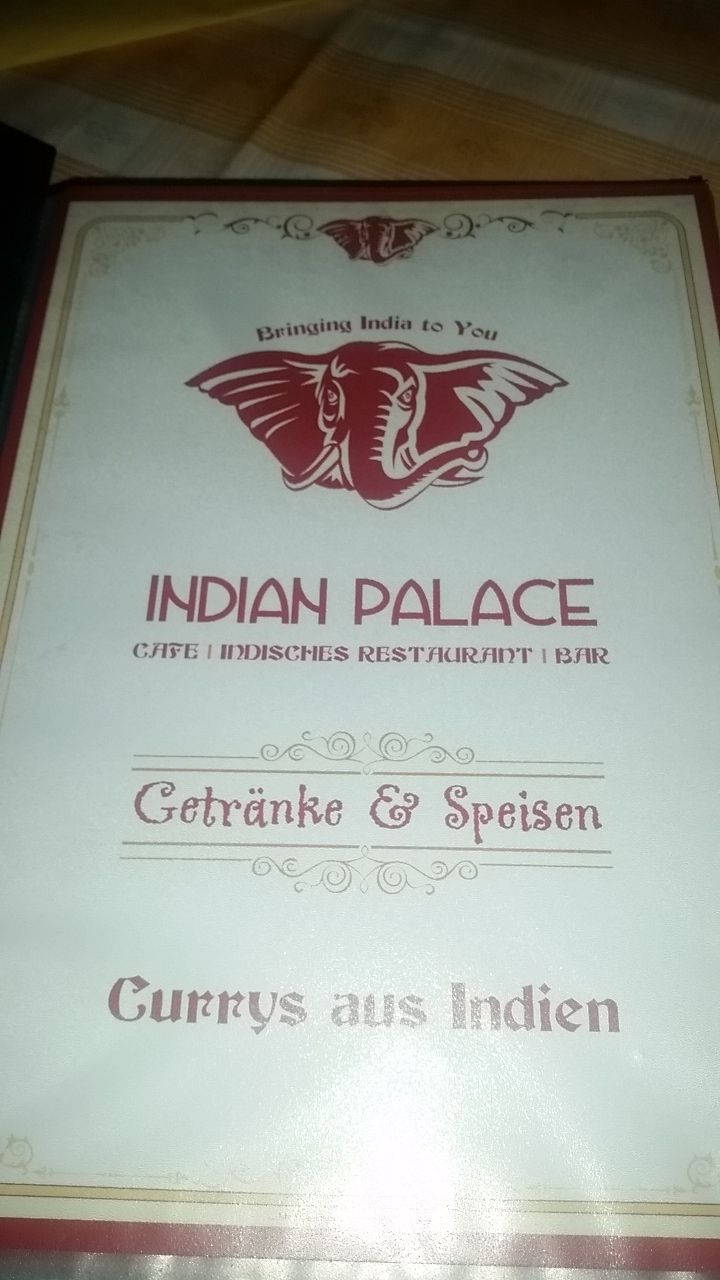 Bringing India to You
INDIAN PALACE
CAFE | INDISCHES RESTAURANT | BAR
Getränke & Speisen
Currys aus Indien